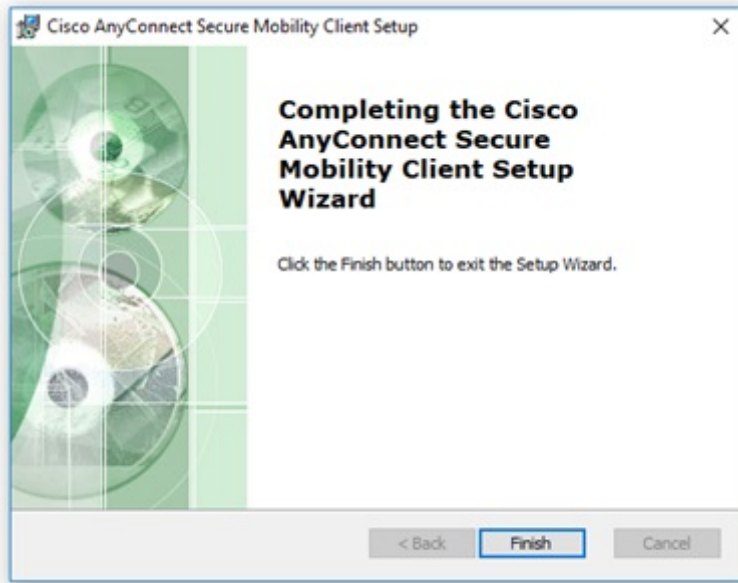 Cisco AnyConnect Secure Mobility Client Setup
Completing the Cisco
AnyConnect Secure
Mobility Client Setup
Wizard
Click the Finish button to exit the Setup Wizard.
< Back Finish Cancel